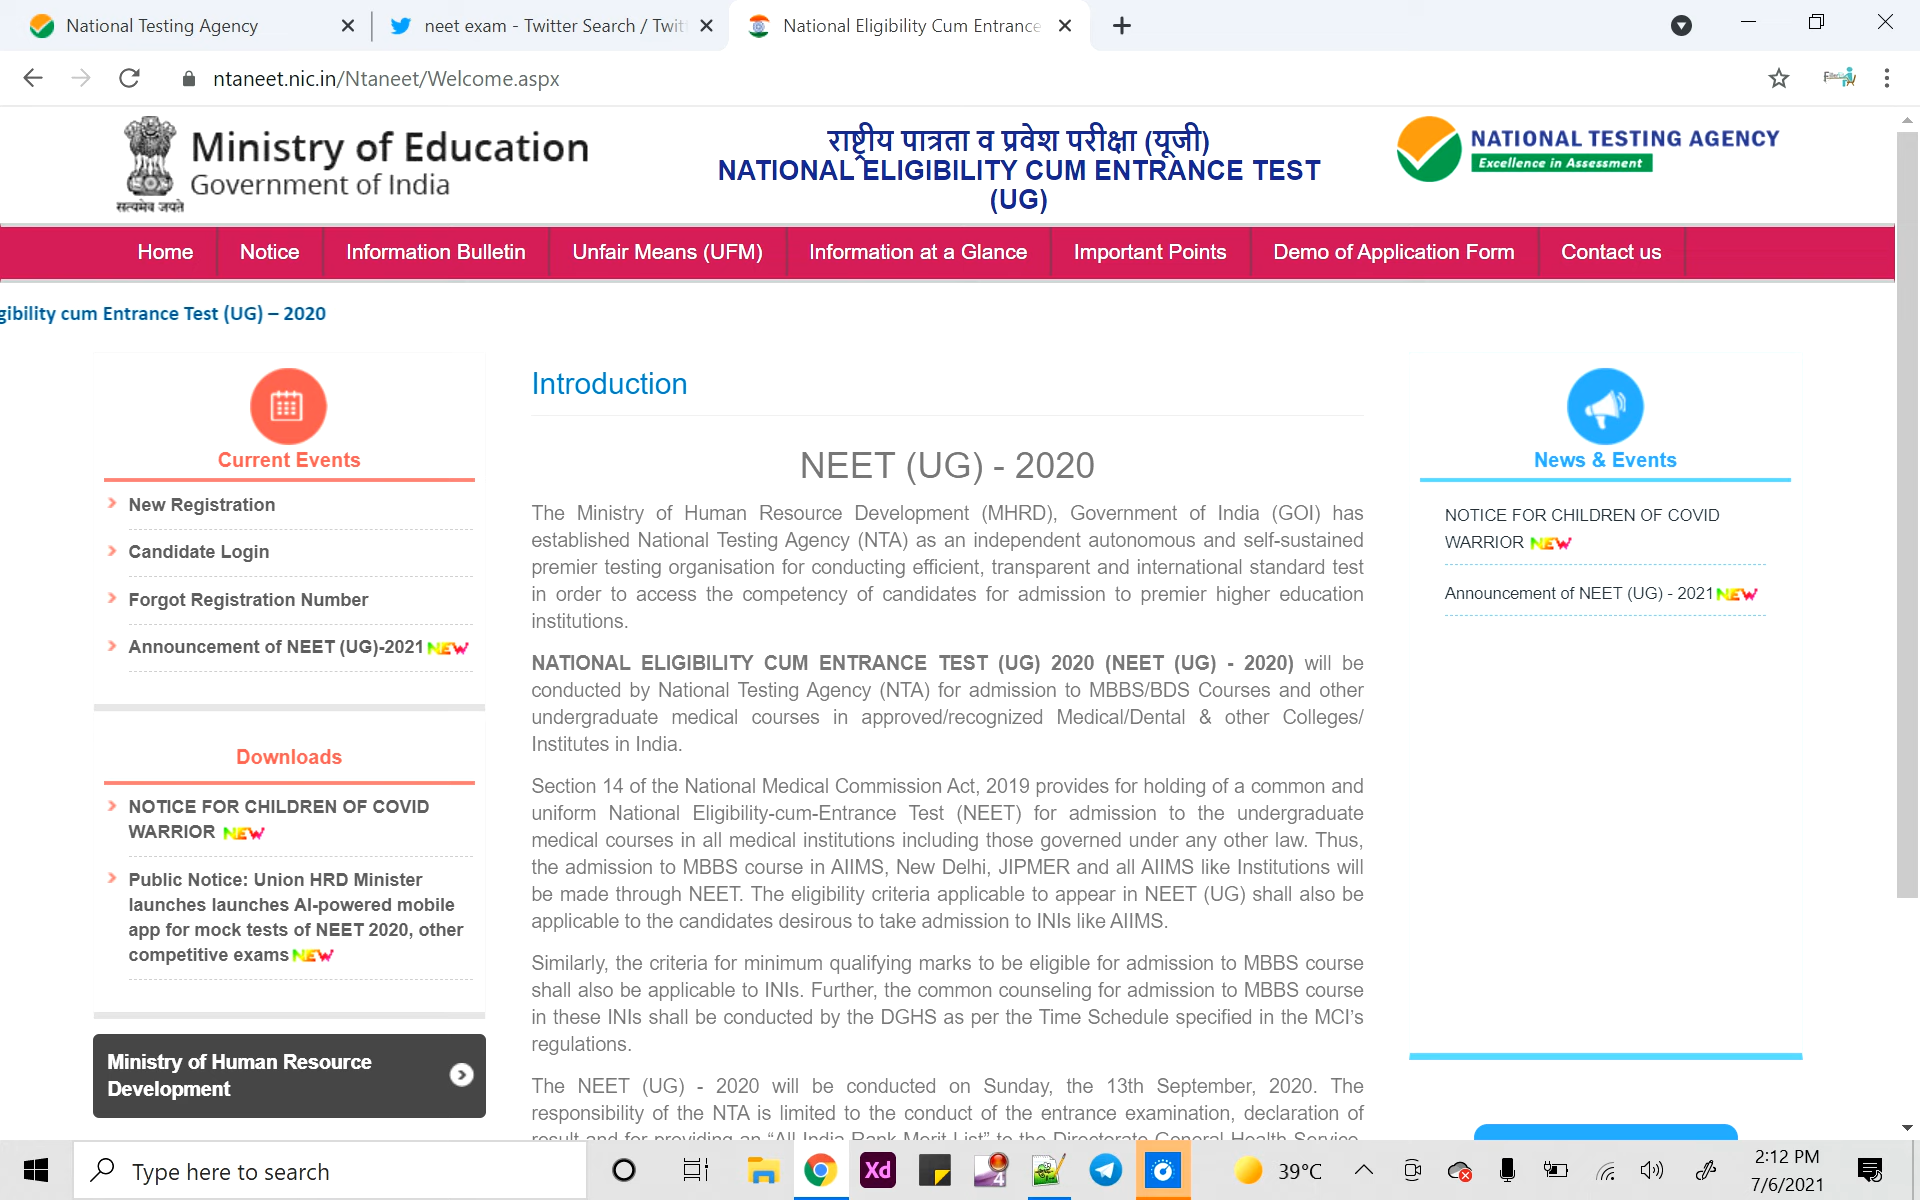 National Testing Agency
neet exam - Twitter Search / Twit
National Eligibility Cum Entrance
ntaneet.nic.in/Ntaneet/Welcome.aspx
Ministry of Education
Government of India
सत्यमेव जयते
राष्ट्रीय पात्रता व प्रवेश परीक्षा (यूजी)
NATIONAL ELIGIBILITY CUM ENTRANCE TEST
(UG)
NATIONAL TESTING AGENCY
Excellence in Assessment
Home
Notice
Information Bulletin
Unfair Means (UFM)
Information at a Glance
Important Points
Demo of Application Form
Contact us
gibility cum Entrance Test (UG) – 2020
Current Events
New Registration
Candidate Login
Forgot Registration Number
Announcement of NEET (UG)-2021 NEW
Downloads
NOTICE FOR CHILDREN OF COVID
WARRIOR NEW
Public Notice: Union HRD Minister
launches launches AI-powered mobile
app for mock tests of NEET 2020, other
competitive exams NEW
Ministry of Human Resource
Development
Introduction
NEET (UG) - 2020
The Ministry of Human Resource Development (MHRD), Government of India (GOI) has
established National Testing Agency (NTA) as an independent autonomous and self-sustained
premier testing organisation for conducting efficient, transparent and international standard test
in order to access the competency of candidates for admission to premier higher education
institutions.
NATIONAL ELIGIBILITY CUM ENTRANCE TEST (UG) 2020 (NEET (UG) - 2020) will be
conducted by National Testing Agency (NTA) for admission to MBBS/BDS Courses and other
undergraduate medical courses in approved/recognized Medical/Dental & other Colleges/
Institutes in India.
Section 14 of the National Medical Commission Act, 2019 provides for holding of a common and
uniform National Eligibility-cum-Entrance Test (NEET) for admission to the undergraduate
medical courses in all medical institutions including those governed under any other law. Thus,
the admission to MBBS course in AIIMS, New Delhi, JIPMER and all AIIMS like Institutions will
be made through NEET. The eligibility criteria applicable to appear in NEET (UG) shall also be
applicable to the candidates desirous to take admission to INIs like AIIMS.
Similarly, the criteria for minimum qualifying marks to be eligible for admission to MBBS course
shall also be applicable to INIs. Further, the common counseling for admission to MBBS course
in these INIs shall be conducted by the DGHS as per the Time Schedule specified in the MCI's
regulations.
The NEET (UG) - 2020 will be conducted on Sunday, the 13th September, 2020. The
responsibility of the NTA is limited to the conduct of the entrance examination, declaration of
result and for providing an “All India Rank Merit List” to the Directorate General Health Service,
News & Events
NOTICE FOR CHILDREN OF COVID
WARRIOR NEW
Announcement of NEET (UG) - 2021 NEW
Type here to search
Xd
4
39°C
2:12 PM
7/6/2021